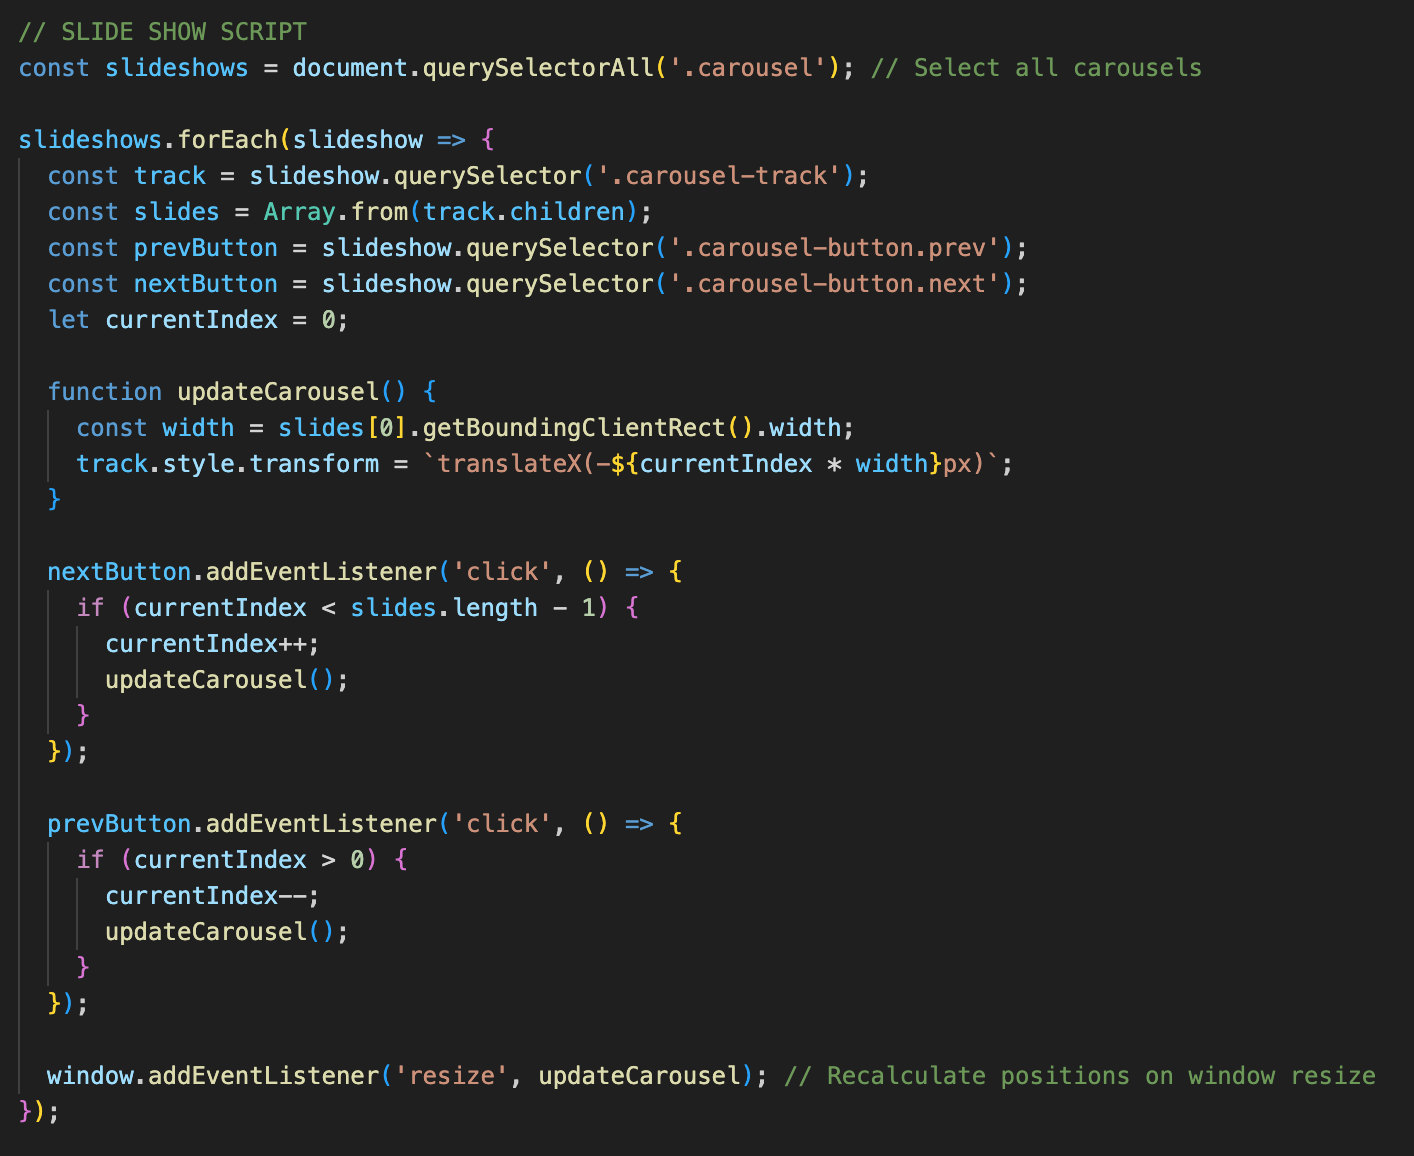 // SLIDE SHOW SCRIPT
const slideshows = document.querySelectorAll('.carousel'); // Select all carousels

slideshows.forEach(slideshow => {
  const track = slideshow.querySelector('.carousel-track');
  const slides = Array.from(track.children);
  const prevButton = slideshow.querySelector('.carousel-button.prev');
  const nextButton = slideshow.querySelector('.carousel-button.next');
  let currentIndex = 0;

  function updateCarousel() {
    const width = slides[0].getBoundingClientRect().width;
    track.style.transform = `translateX(-${currentIndex * width}px)`;
  }

  nextButton.addEventListener('click', () => {
    if (currentIndex < slides.length - 1) {
      currentIndex++;
      updateCarousel();
    }
  });

  prevButton.addEventListener('click', () => {
    if (currentIndex > 0) {
      currentIndex--;
      updateCarousel();
    }
  });

  window.addEventListener('resize', updateCarousel); // Recalculate positions on window resize
});